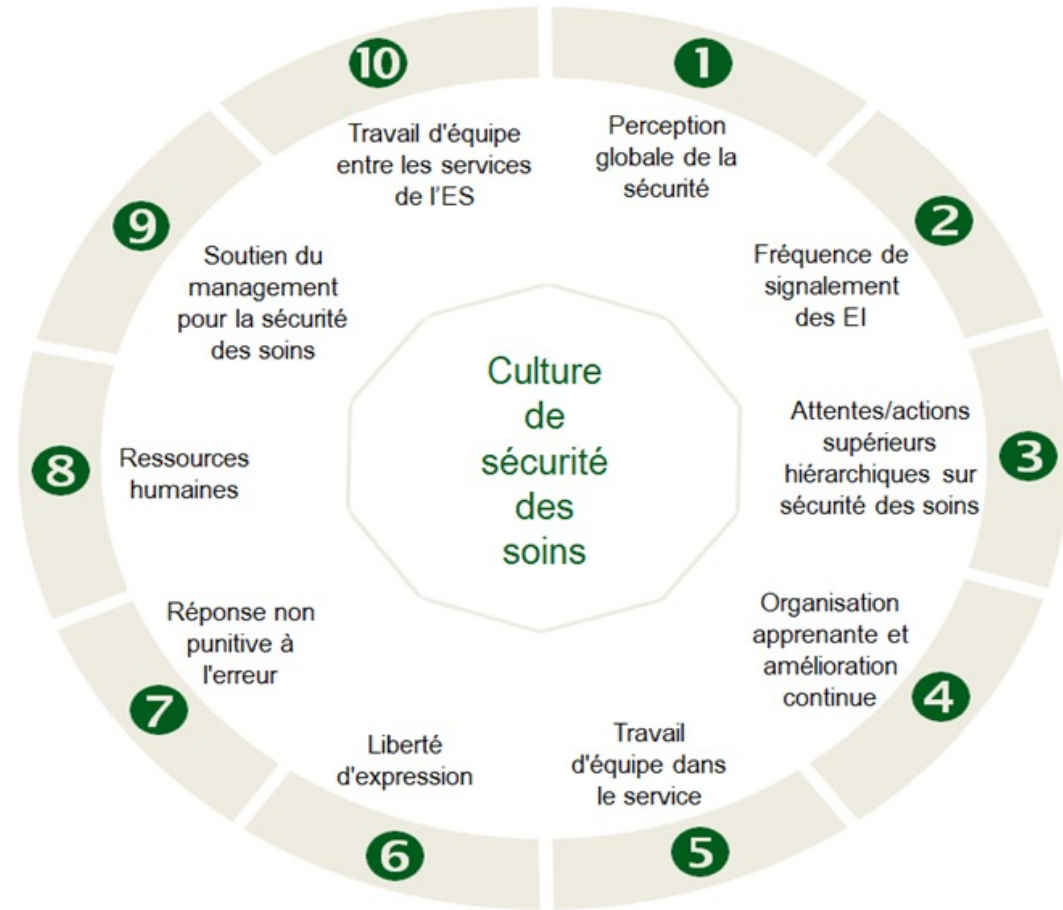 1
Perception
globale de la
sécurité
2
Fréquence de
signalement
des EI
3
Attentes/actions
supérieurs
hiérarchiques sur
sécurité des soins
4
Organisation
apprenante et
amélioration
continue
5
Travail
d'équipe dans
le service
6
Liberté
d'expression
7
Réponse non
punitive à
l'erreur
8
Ressources
humaines
9
Soutien du
management
pour la sécurité
des soins
10
Travail d'équipe
entre les services
de l'ES
Culture
de
sécurité
des
soins